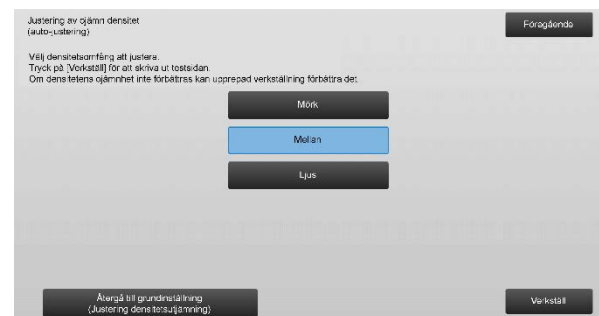 Justering av ojämn densitet
(auto-justering)
Föregående
Välj densitetsomfång att justera.
Tryck på [Verkställ] för att skriva ut testsidan.
Om densitetens ojämnhet inte förbättras kan upprepad verkställning förbättra det.
Mörk
Mellan
Ljus
Återgå till grundinställning
(Justering densitetsutjämning)
Verkställ